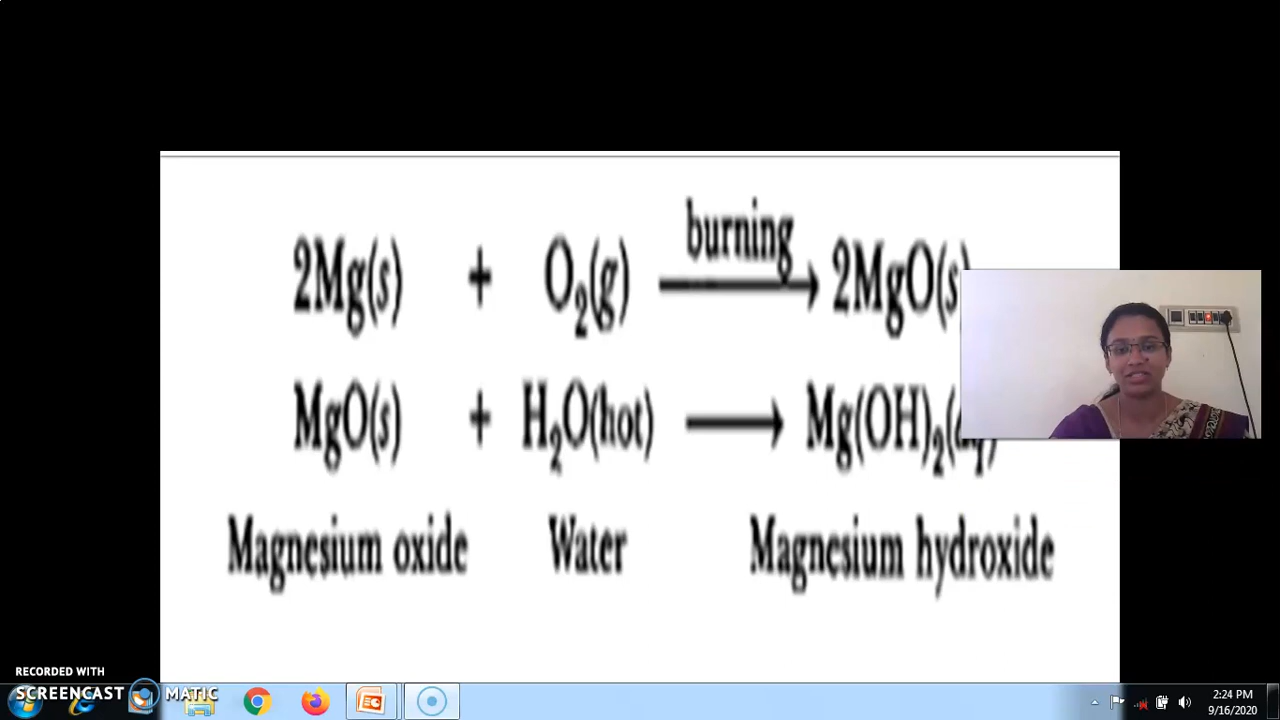 burning
2Mg(s) + O₂(g) ⟶ 2MgO(s)
MgO(s) + H₂O(hot) ⟶ Mg(OH)₂(
Magnesium oxide Water Magnesium hydroxide
RECORDED WITH
SCREENCAST MATIC
2:24 PM
9/16/2020